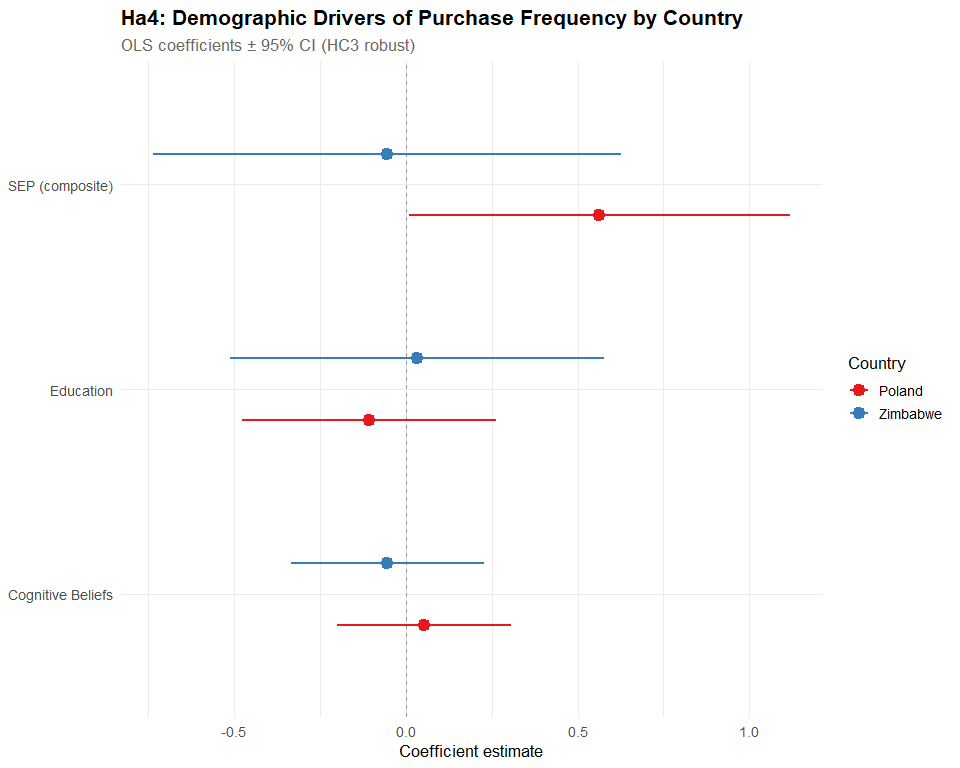 Ha4: Demographic Drivers of Purchase Frequency by Country
OLS coefficients ± 95% CI (HC3 robust)
SEP (composite)
Education
Cognitive Beliefs
-0.5
0.0
0.5
1.0
Coefficient estimate
Country
Poland
Zimbabwe